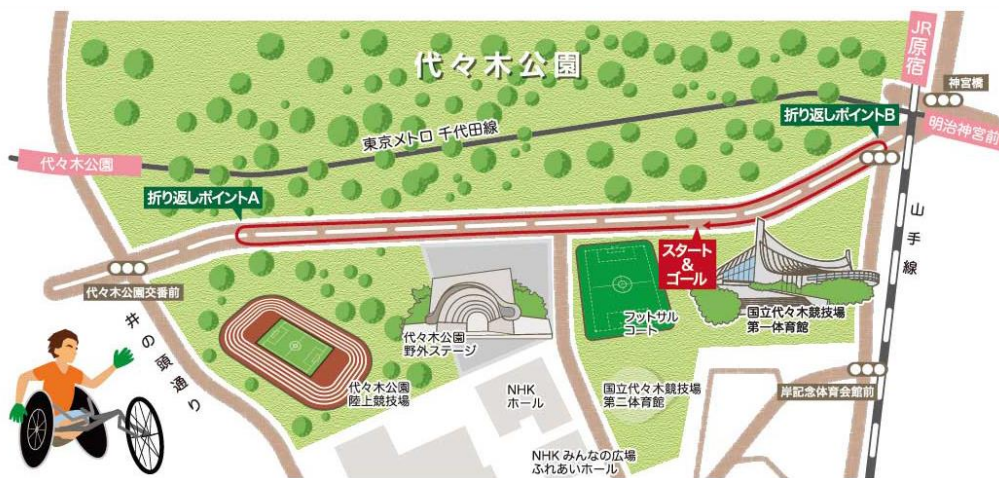 代々木公園
JR
原宿
神宮橋
折り返しポイントB
明治神宮前
東京メトロ 千代田線
代々木公園
折り返しポイントA
山手線
スタート
&
ゴール
代々木公園交番前
井の頭通り
国立代々木競技場
第一体育館
フットサル
コート
代々木公園
野外ステージ
代々木公園
陸上競技場
NHK
ホール
国立代々木競技場
第二体育館
岸記念体育会館前
NHK みんなの広場
ふれあいホール